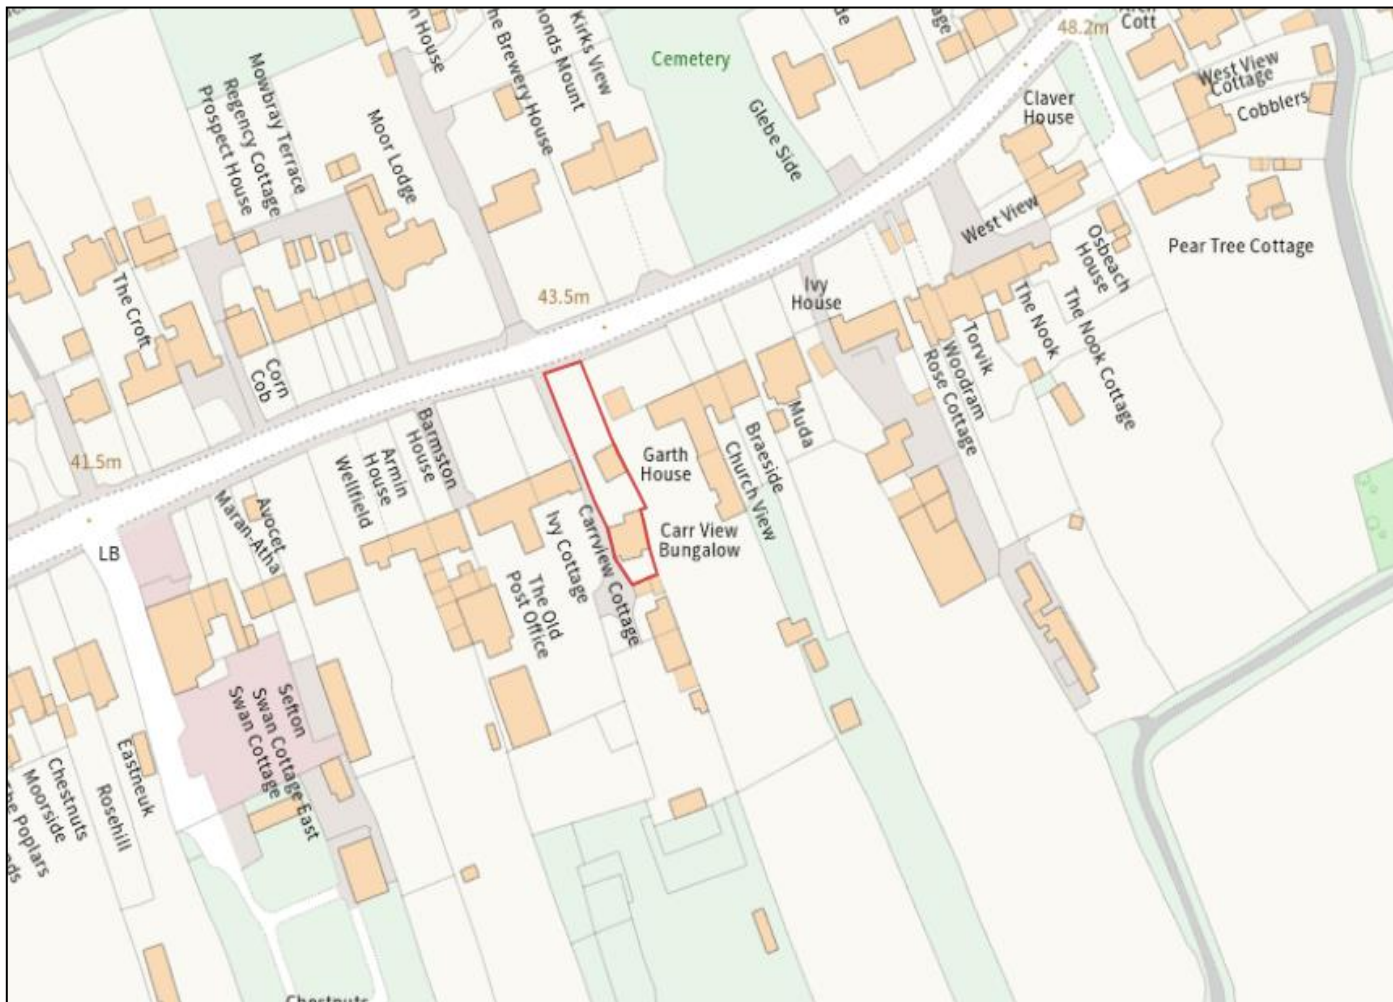 48.2m
Cott
Cemetery
Kirks View
The Brewery House
Mowbray Terrace
Regency Cottage
Prospect House
Moor Lodge
Glebe Side
Claver
House
West View
Cottage
Cobblers
West View
Osbeach
House
Pear Tree Cottage
The Croft
Corn
Cob
43.5m
Ivy
House
The Nook
The Nook Cottage
Torvik
Woodram
Rose Cottage
Muda
Braeside
Church View
Garth
House
Carr View
Bungalow
Barmston
House
Armin
House
Wellfield
41.5m
LB
Avocet
Maran-Atha
Ivy Cottage
Carrview Cottage
The Old
Post Office
Sefton
Swan Cottage East
Swan Cottage
Eastneuk
Rosehill
Chestnuts
Moorside
The Poplars
Chestnuts